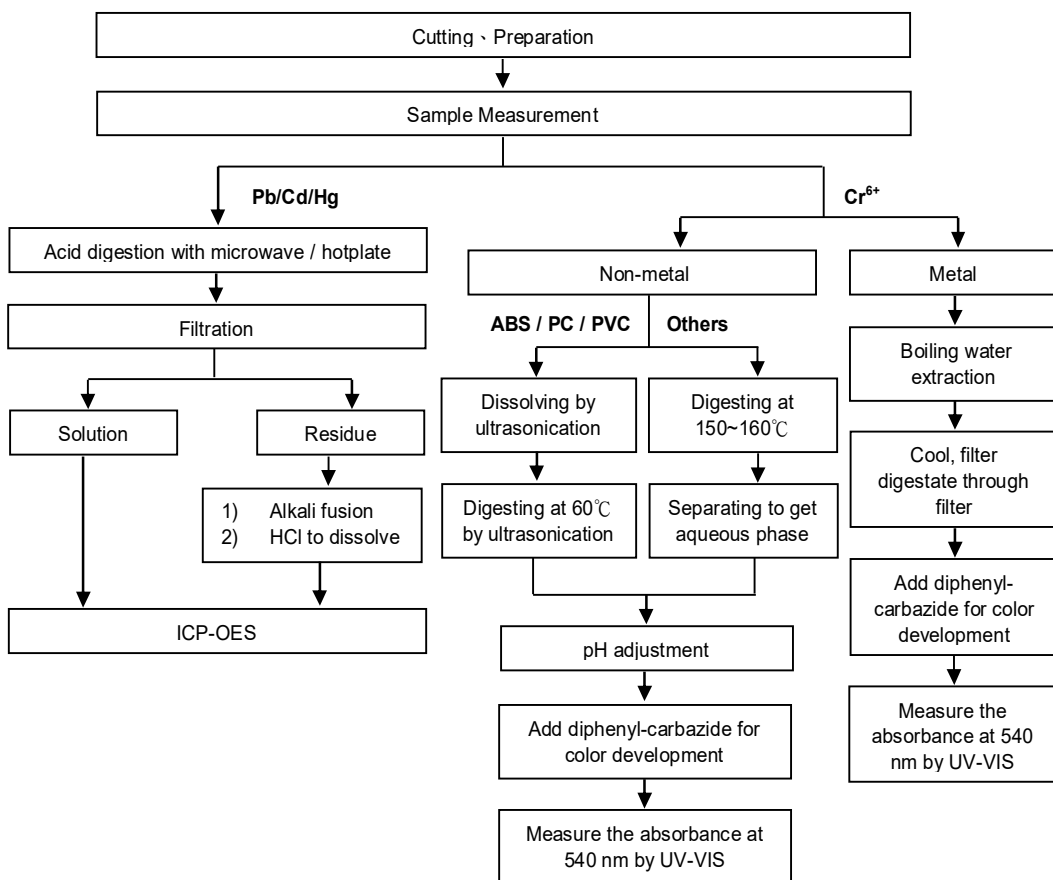 Cutting、Preparation
Sample Measurement
Pb/Cd/Hg
Cr⁶⁺
Acid digestion with microwave / hotplate
Non-metal
Metal
Filtration
ABS / PC / PVC
Others
Boiling water
extraction
Solution
Residue
Dissolving by
ultrasonication
Digesting at
150~160℃
Cool, filter
digestate through
filter
1) Alkali fusion
2) HCl to dissolve
Digesting at 60℃
by ultrasonication
Separating to get
aqueous phase
Add diphenyl-
carbazide for color
development
ICP-OES
pH adjustment
Measure the
absorbance at 540
nm by UV-VIS
Add diphenyl-carbazide for
color development
Measure the absorbance at
540 nm by UV-VIS